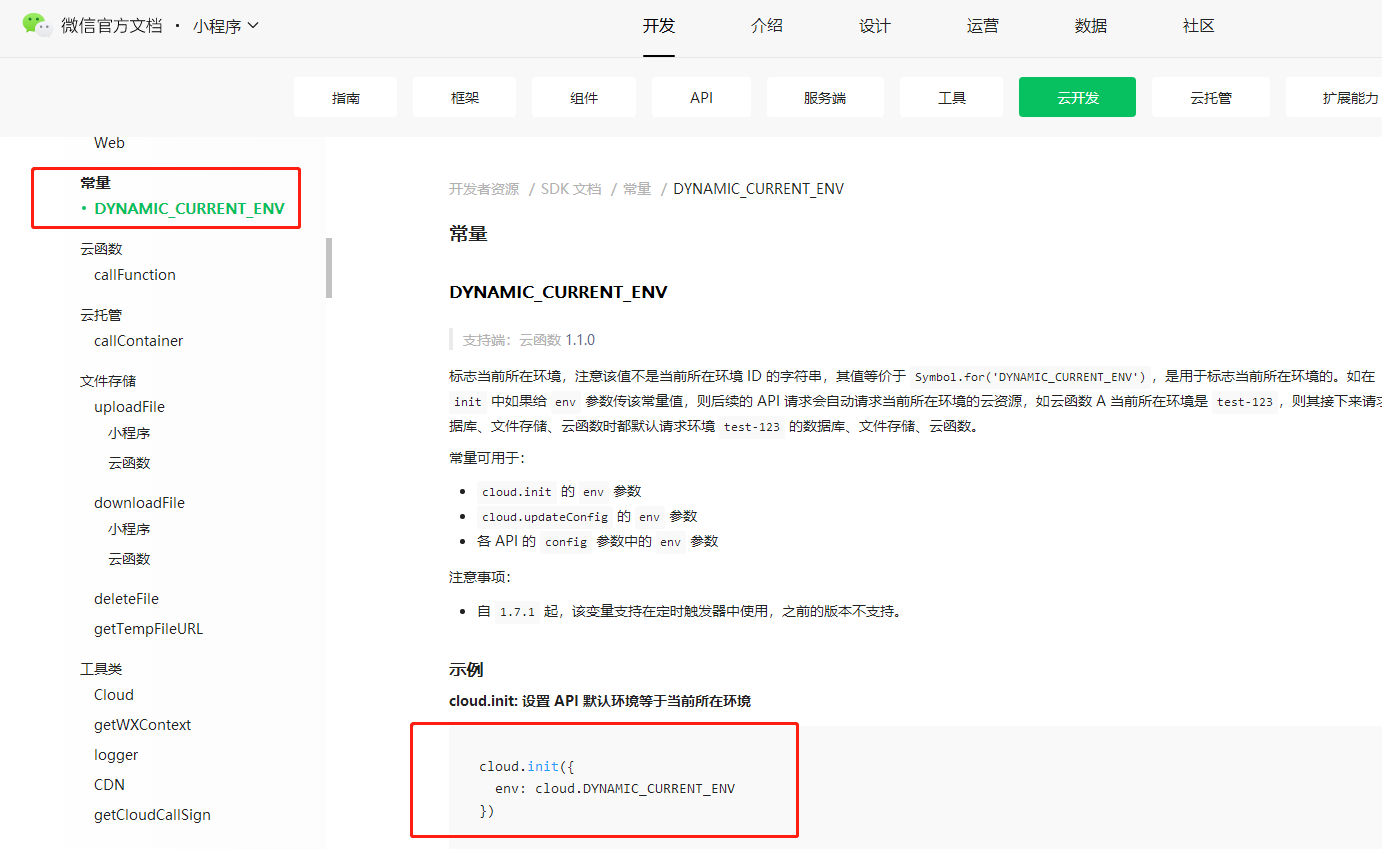 微信官方文档 · 小程序
开发 介绍 设计 运营 数据 社区
指南 框架 组件 API 服务端 工具 云开发 云托管 扩展能力
Web
常量
• DYNAMIC_CURRENT_ENV
云函数
callFunction
云托管
callContainer
文件存储
uploadFile
小程序
云函数
downloadFile
小程序
云函数
deleteFile
getTempFileURL
工具类
Cloud
getWXContext
logger
CDN
getCloudCallSign
开发者资源 / SDK 文档 / 常量 / DYNAMIC_CURRENT_ENV
常量
DYNAMIC_CURRENT_ENV
支持端：云函数 1.1.0
标志当前所在环境，注意该值不是当前所在环境 ID 的字符串，其值等价于 Symbol.for('DYNAMIC_CURRENT_ENV') ，是用于标志当前所在环境的。如在
init 中如果给 env 参数传该常量值，则后续的 API 请求会自动请求当前所在环境的云资源，如云函数 A 当前所在环境是 test-123 ，则其接下来请求
据库、文件存储、云函数时都默认请求环境 test-123 的数据库、文件存储、云函数。
常量可用于：
• cloud.init 的 env 参数
• cloud.updateConfig 的 env 参数
• 各 API 的 config 参数中的 env 参数
注意事项：
• 自 1.7.1 起，该变量支持在定时触发器中使用，之前的版本不支持。
示例
cloud.init: 设置 API 默认环境等于当前所在环境
cloud.init({
env: cloud.DYNAMIC_CURRENT_ENV
})